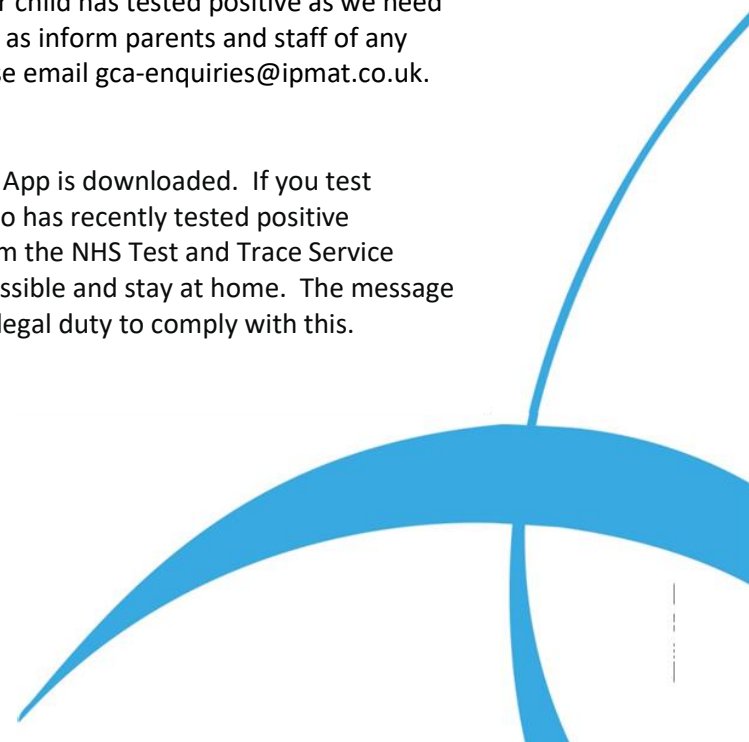 r child has tested positive as we need
as inform parents and staff of any
se email gca-enquiries@ipmat.co.uk.
App is downloaded. If you test
o has recently tested positive
m the NHS Test and Trace Service
ssible and stay at home. The message
legal duty to comply with this.